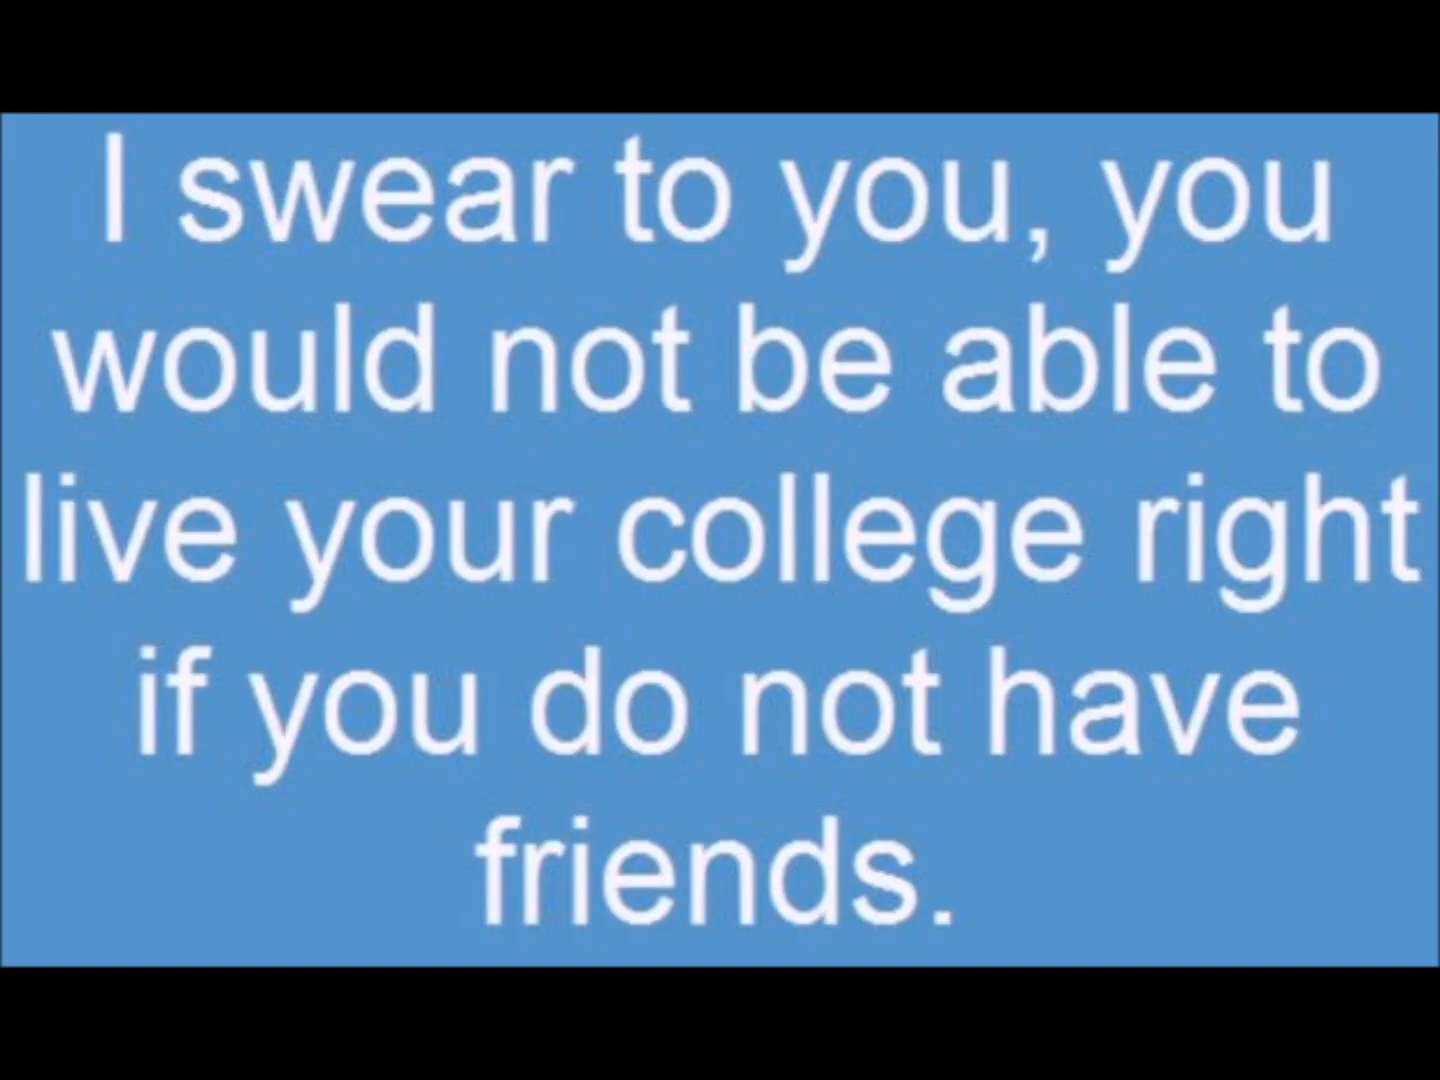 I swear to you, you
would not be able to
live your college right
if you do not have
friends.